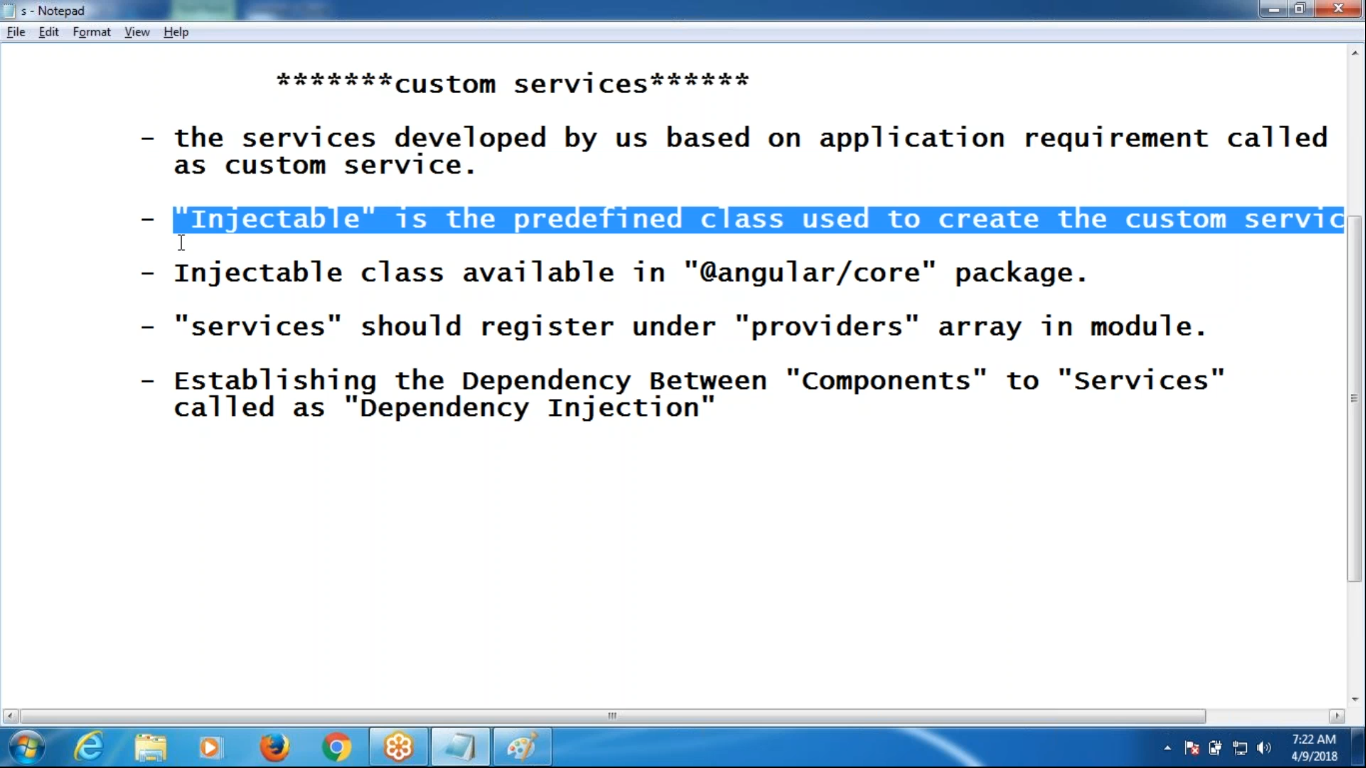 s - Notepad
File Edit Format View Help
*******custom services******
- the services developed by us based on application requirement called
as custom service.
- "Injectable" is the predefined class used to create the custom servic
- Injectable class available in "@angular/core" package.
- "services" should register under "providers" array in module.
- Establishing the Dependency Between "Components" to "Services"
called as "Dependency Injection"
7:22 AM
4/9/2018